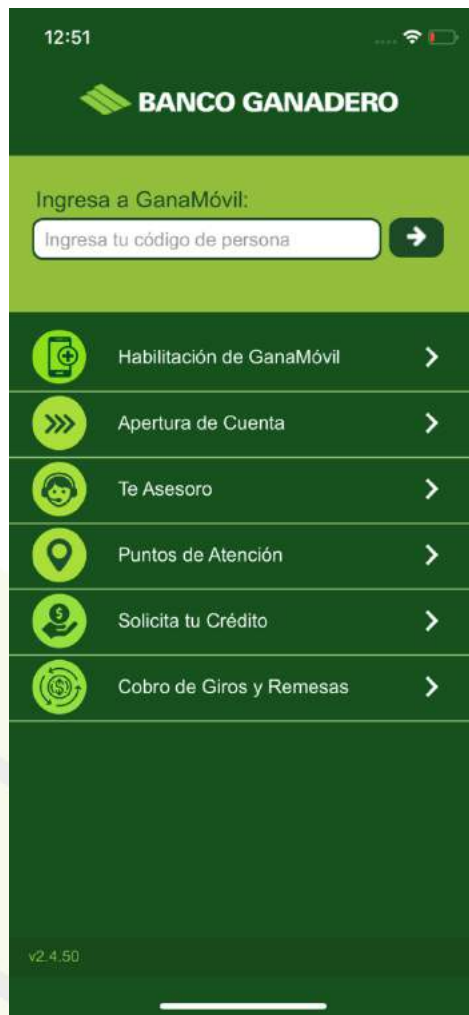 12:51
BANCO GANADERO
Ingresa a GanaMóvil:
Ingresa tu código de persona
Habilitación de GanaMóvil
Apertura de Cuenta
Te Asesoro
Puntos de Atención
Solicita tu Crédito
Cobro de Giros y Remesas
v2.4.50